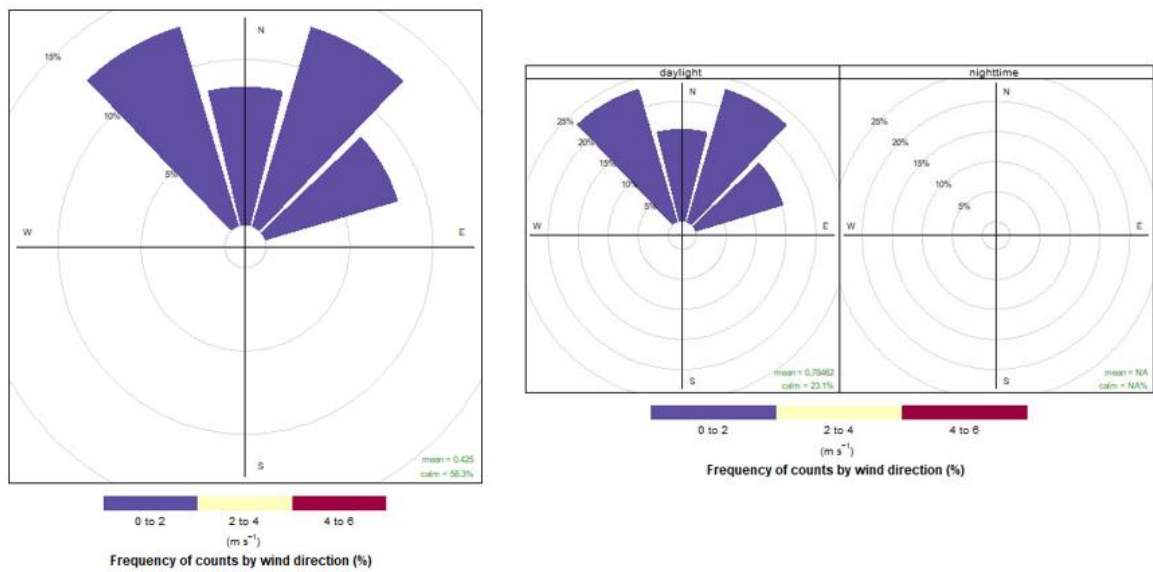 N
15%
10%
5%
W
E
S
mean = 0.425
calm = 58.3%
0 to 2
2 to 4
4 to 6
(m s⁻¹)
Frequency of counts by wind direction (%)
daylight
nighttime
N
25%
20%
15%
10%
5%
W
E
S
mean = 0.76462
calm = 23.1%
N
25%
20%
15%
10%
5%
W
E
S
mean = NA
calm = NA%
0 to 2
2 to 4
4 to 6
(m s⁻¹)
Frequency of counts by wind direction (%)